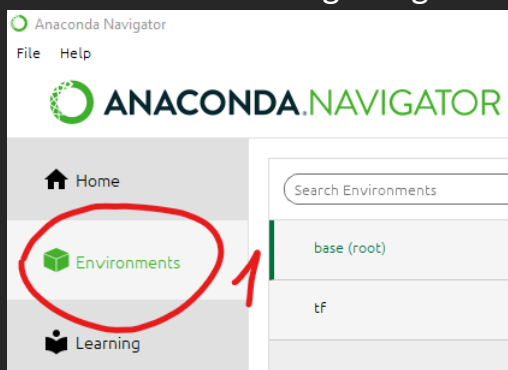 Anaconda Navigator
File Help
ANACONDA.NAVIGATOR
Home
Search Environments
Environments
1
base (root)
tf
Learning